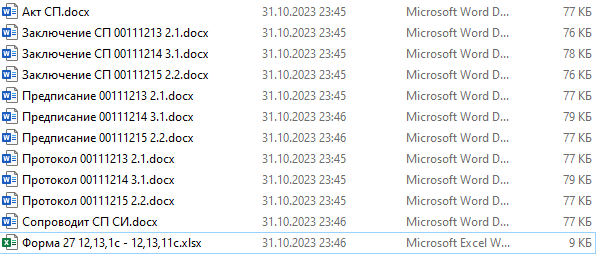 Акт СП.docx 31.10.2023 23:45 Microsoft Word D... 77 КБ
Заключение СП 00111213 2.1.docx 31.10.2023 23:45 Microsoft Word D... 76 КБ
Заключение СП 00111214 3.1.docx 31.10.2023 23:45 Microsoft Word D... 78 КБ
Заключение СП 00111215 2.2.docx 31.10.2023 23:45 Microsoft Word D... 76 КБ
Предписание 00111213 2.1.docx 31.10.2023 23:45 Microsoft Word D... 77 КБ
Предписание 00111214 3.1.docx 31.10.2023 23:46 Microsoft Word D... 79 КБ
Предписание 00111215 2.2.docx 31.10.2023 23:46 Microsoft Word D... 77 КБ
Протокол 00111213 2.1.docx 31.10.2023 23:45 Microsoft Word D... 77 КБ
Протокол 00111214 3.1.docx 31.10.2023 23:45 Microsoft Word D... 79 КБ
Протокол 00111215 2.2.docx 31.10.2023 23:45 Microsoft Word D... 77 КБ
Сопроводит СП СИ.docx 31.10.2023 23:46 Microsoft Word D... 77 КБ
Форма 27 12,13,1с - 12,13,11с.xlsx 31.10.2023 23:46 Microsoft Excel W... 9 КБ